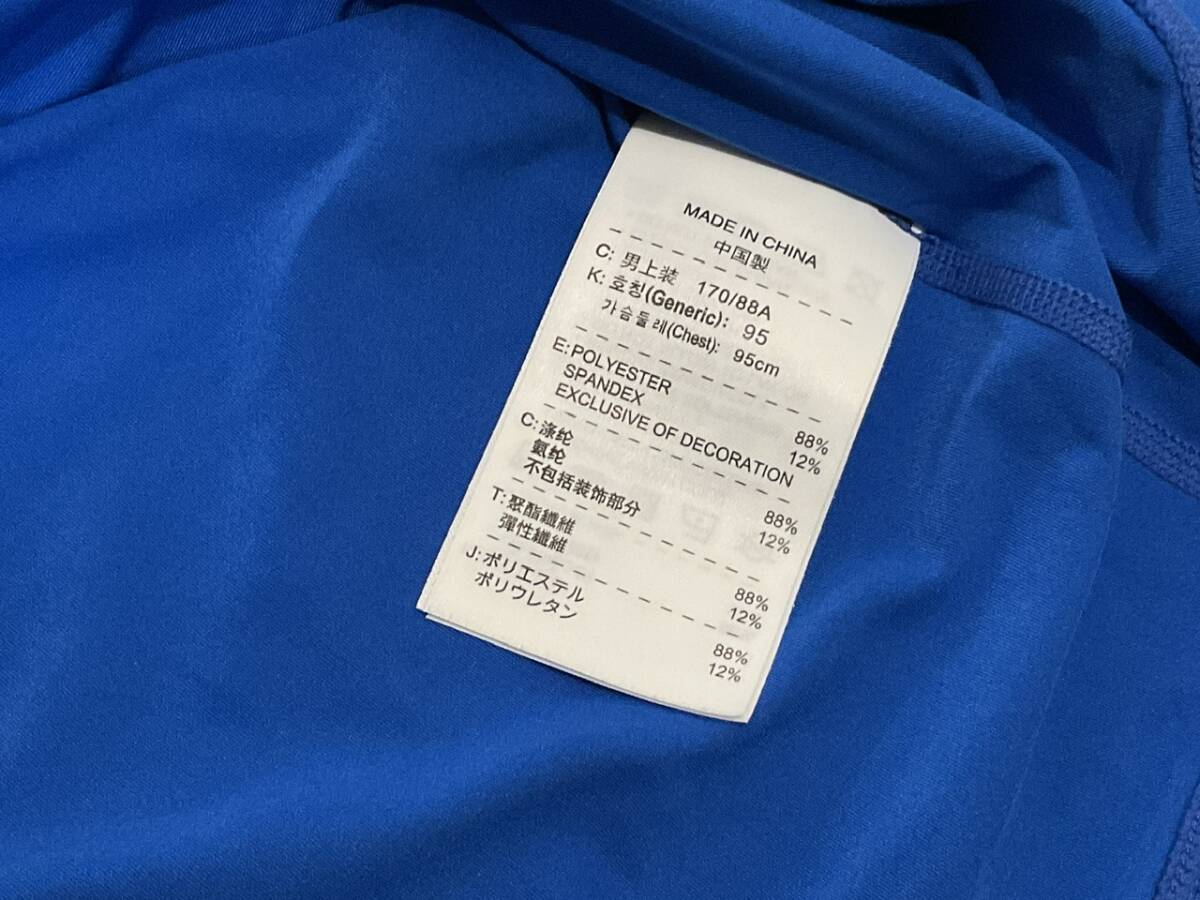 MADE IN CHINA
中国製
C: 男上装 170/88A
K: 호칭(Generic): 95
가슴둘레(Chest): 95cm
E: POLYESTER 88%
SPANDEX 12%
EXCLUSIVE OF DECORATION
C: 涤纶 88%
氨纶 12%
不包括装饰部分
T: 聚酯纖維 88%
彈性纖維 12%
J: ポリエステル 88%
ポリウレタン 12%